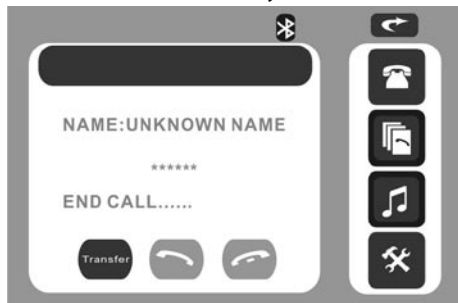 NAME:UNKNOWN NAME
******
END CALL......
Transfer